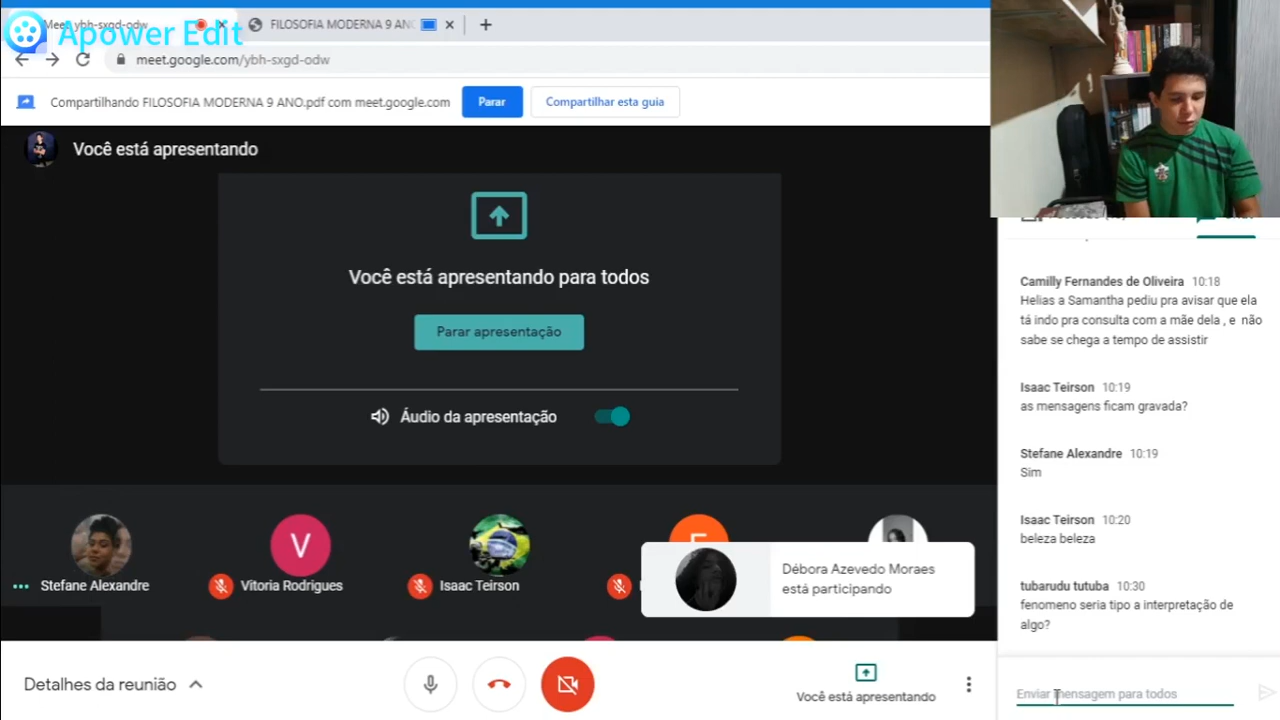 Meet ybh-sxgd-odw
FILOSOFIA MODERNA 9 ANO
Apower Edit
meet.google.com/ybh-sxgd-odw
Compartilhando FILOSOFIA MODERNA 9 ANO.pdf com meet.google.com
Parar
Compartilhar esta guia
Você está apresentando
Você está apresentando para todos
Parar apresentação
Áudio da apresentação
Camilly Fernandes de Oliveira 10:18
Helias a Samantha pediu pra avisar que ela
tá indo pra consulta com a mãe dela , e não
sabe se chega a tempo de assistir
Isaac Teirson 10:19
as mensagens ficam gravada?
Stefane Alexandre 10:19
Sim
Isaac Teirson 10:20
beleza beleza
tubarudu tutuba 10:30
fenomeno seria tipo a interpretação de
algo?
V
Stefane Alexandre
Vitoria Rodrigues
Isaac Teirson
Débora Azevedo Moraes
está participando
Detalhes da reunião
Você está apresentando
Enviar mensagem para todos